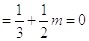 = 1/3 + 1/2 m = 0